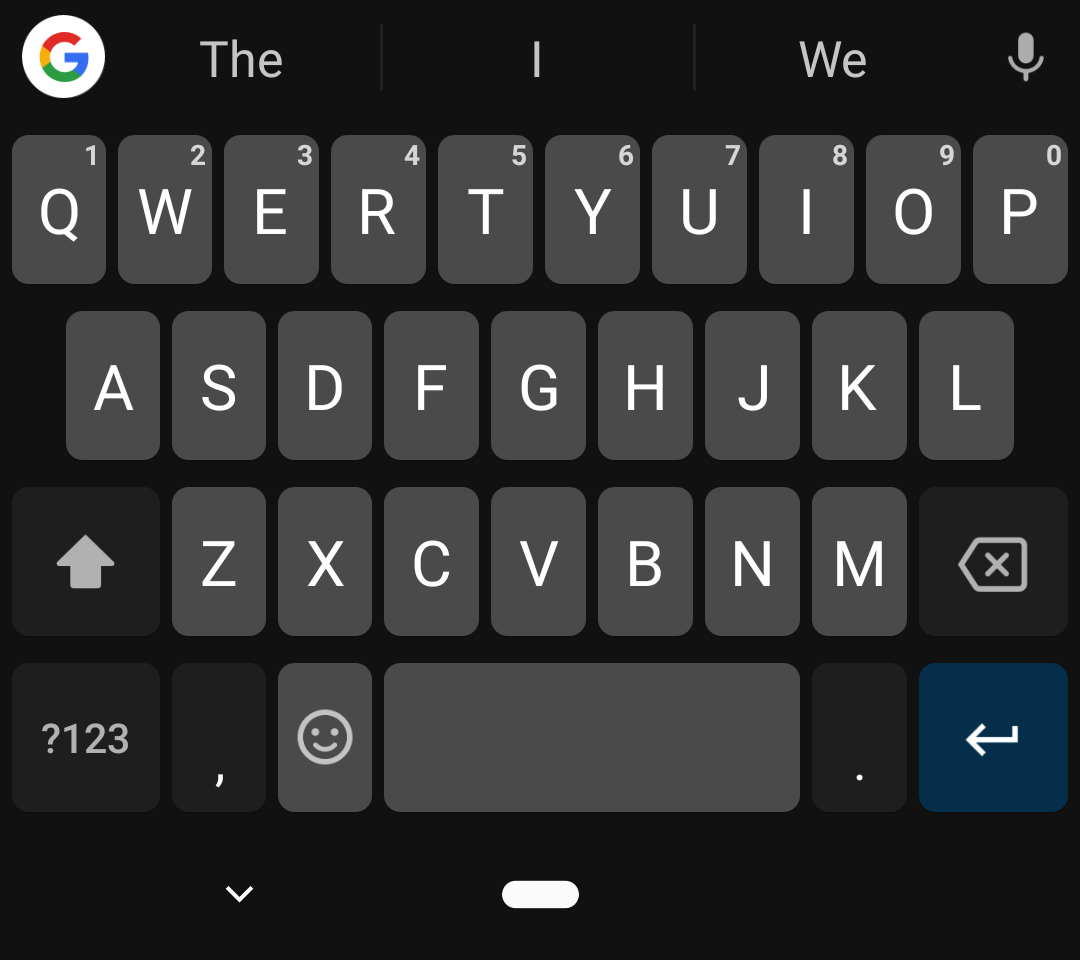 The I We
1 2 3 4 5 6 7 8 9 0
Q W E R T Y U I O P
A S D F G H J K L
Z X C V B N M
?123 , .